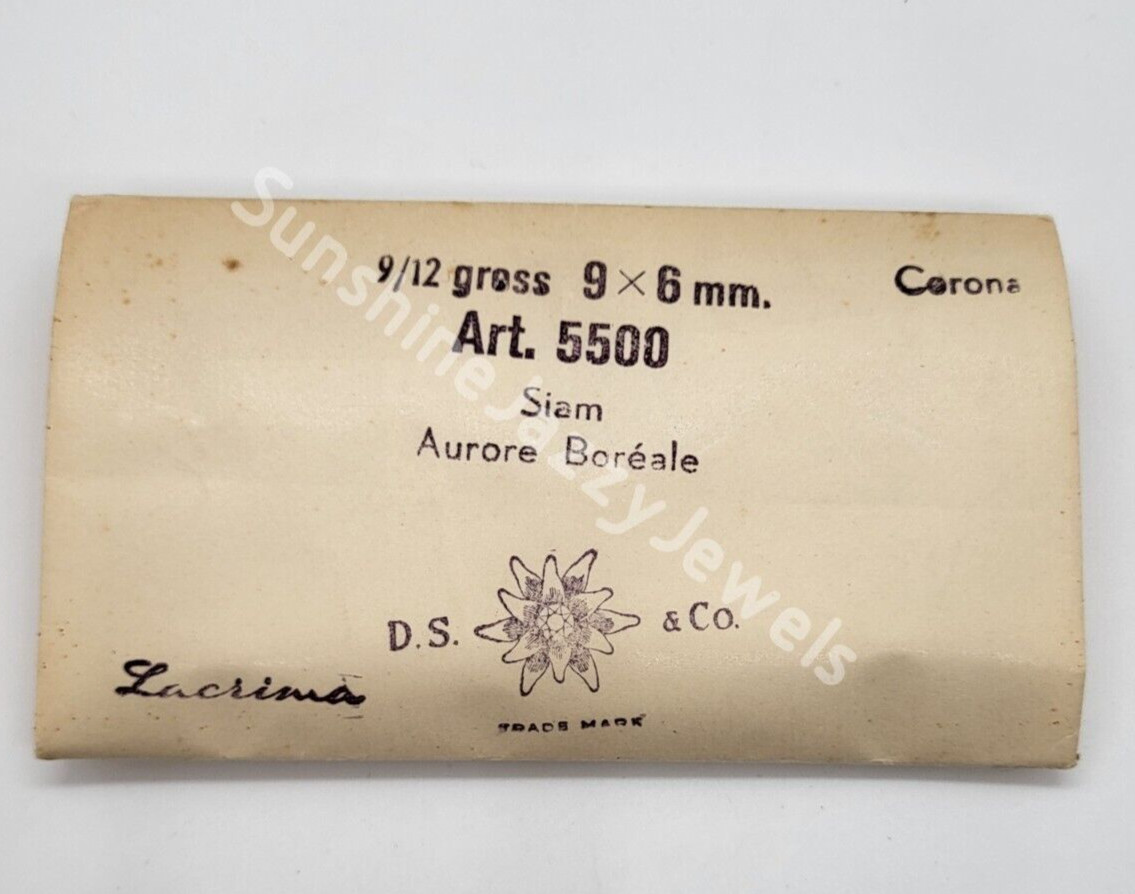 9/12 gross 9 × 6 mm.
Corona
Art. 5500
Siam
Aurore Boréale
D.S. & Co.
Lacrima
TRADE MARK
Sunshine Jazzy Jewels